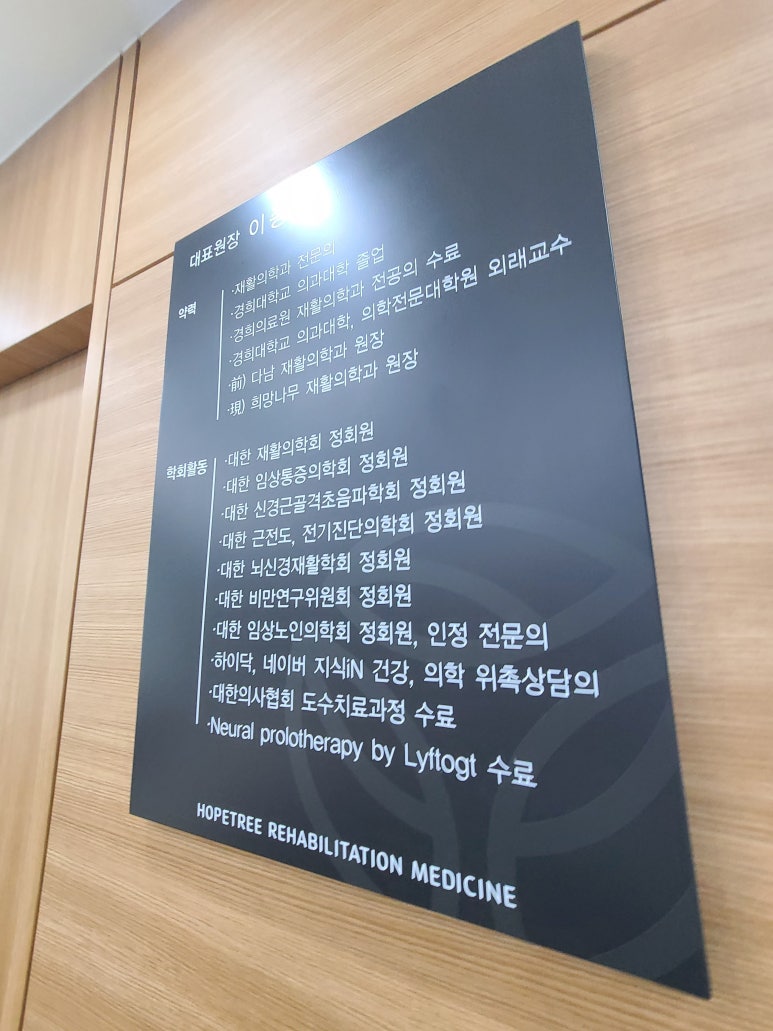 대표원장 이
약력
·재활의학과 전문의
·경희대학교 의과대학 졸업
·경희의료원 재활의학과 전공의 수료
·경희대학교 의과대학, 의학전문대학원 외래교수
·前) 다남 재활의학과 원장
·現) 희망나무 재활의학과 원장
학회활동
·대한 재활의학회 정회원
·대한 임상통증의학회 정회원
·대한 신경근골격초음파학회 정회원
·대한 근전도, 전기진단의학회 정회원
·대한 뇌신경재활학회 정회원
·대한 비만연구위원회 정회원
·대한 임상노인의학회 정회원, 인정 전문의
·하이닥, 네이버 지식iN 건강, 의학 위촉상담의
·대한의사협회 도수치료과정 수료
·Neural prolotherapy by Lyftogt 수료
HOPETREE REHABILITATION MEDICINE